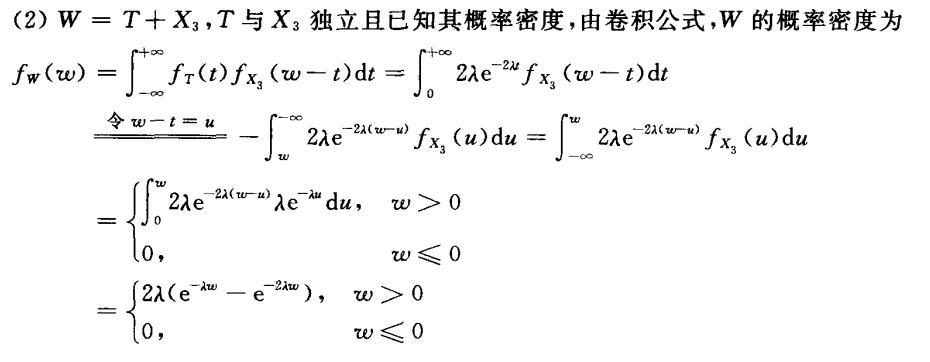 (2) W = T + X₃, T 与 X₃ 独立且已知其概率密度,由卷积公式,W 的概率密度为
f_W(w) = ∫_{-∞}^{+∞} f_T(t) f_{X₃}(w − t)dt = ∫_0^{+∞} 2λe^{-2λt} f_{X₃}(w − t)dt
令 w − t = u
= −∫_w^{-∞} 2λe^{-2λ(w-u)} f_{X₃}(u)du = ∫_{-∞}^w 2λe^{-2λ(w-u)} f_{X₃}(u)du
= { ∫_0^w 2λe^{-2λ(w-u)} λe^{-λu} du, w > 0
0, w ⩽ 0
= { 2λ(e^{-λw} − e^{-2λw}), w > 0
0, w ⩽ 0